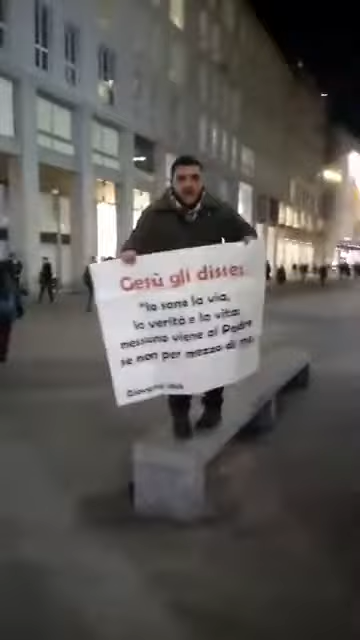 Gesù gli disse:
"Io sono la via,
la verità e la vita;
nessuno viene al Padre
se non per mezzo di me.
Giovanni